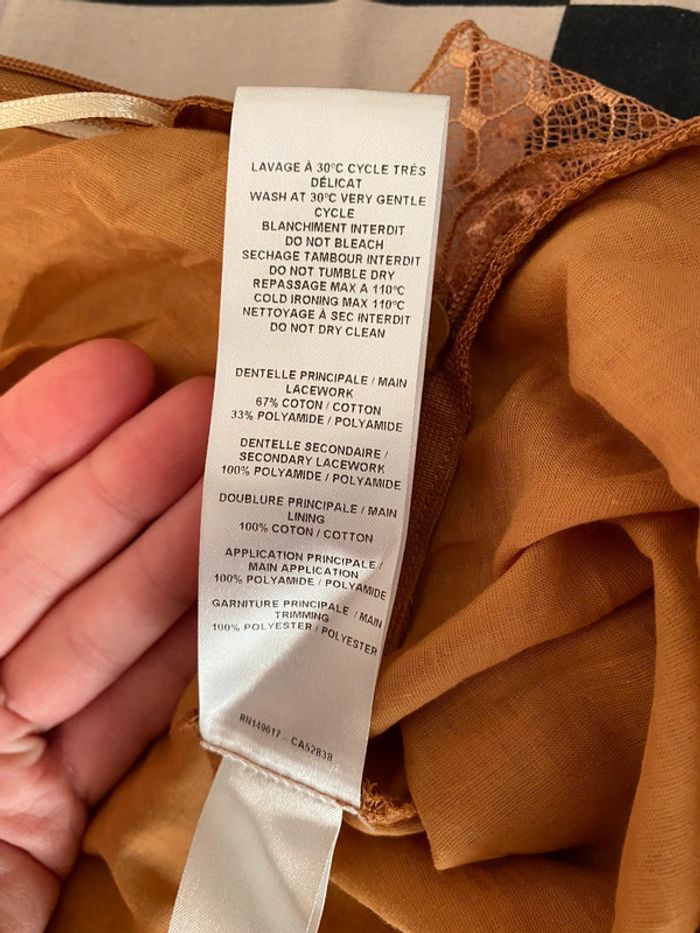 LAVAGE À 30°C CYCLE TRÈS
DÉLICAT
WASH AT 30°C VERY GENTLE
CYCLE
BLANCHIMENT INTERDIT
DO NOT BLEACH
SECHAGE TAMBOUR INTERDIT
DO NOT TUMBLE DRY
REPASSAGE MAX A 110°C
COLD IRONING MAX 110°C
NETTOYAGE À SEC INTERDIT
DO NOT DRY CLEAN
DENTELLE PRINCIPALE / MAIN
LACEWORK
67% COTON / COTTON
33% POLYAMIDE / POLYAMIDE
DENTELLE SECONDAIRE /
SECONDARY LACEWORK
100% POLYAMIDE / POLYAMIDE
DOUBLURE PRINCIPALE / MAIN
LINING
100% COTON / COTTON
APPLICATION PRINCIPALE /
MAIN APPLICATION
100% POLYAMIDE / POLYAMIDE
GARNITURE PRINCIPALE / MAIN
TRIMMING
100% POLYESTER / POLYESTER
RN149617 - CA52838